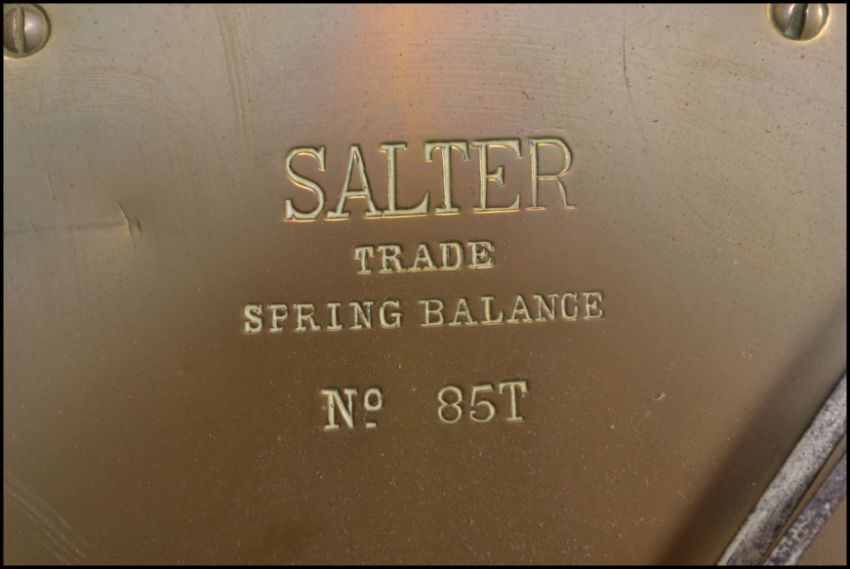 SALTER
TRADE
SPRING BALANCE
Nº 85T